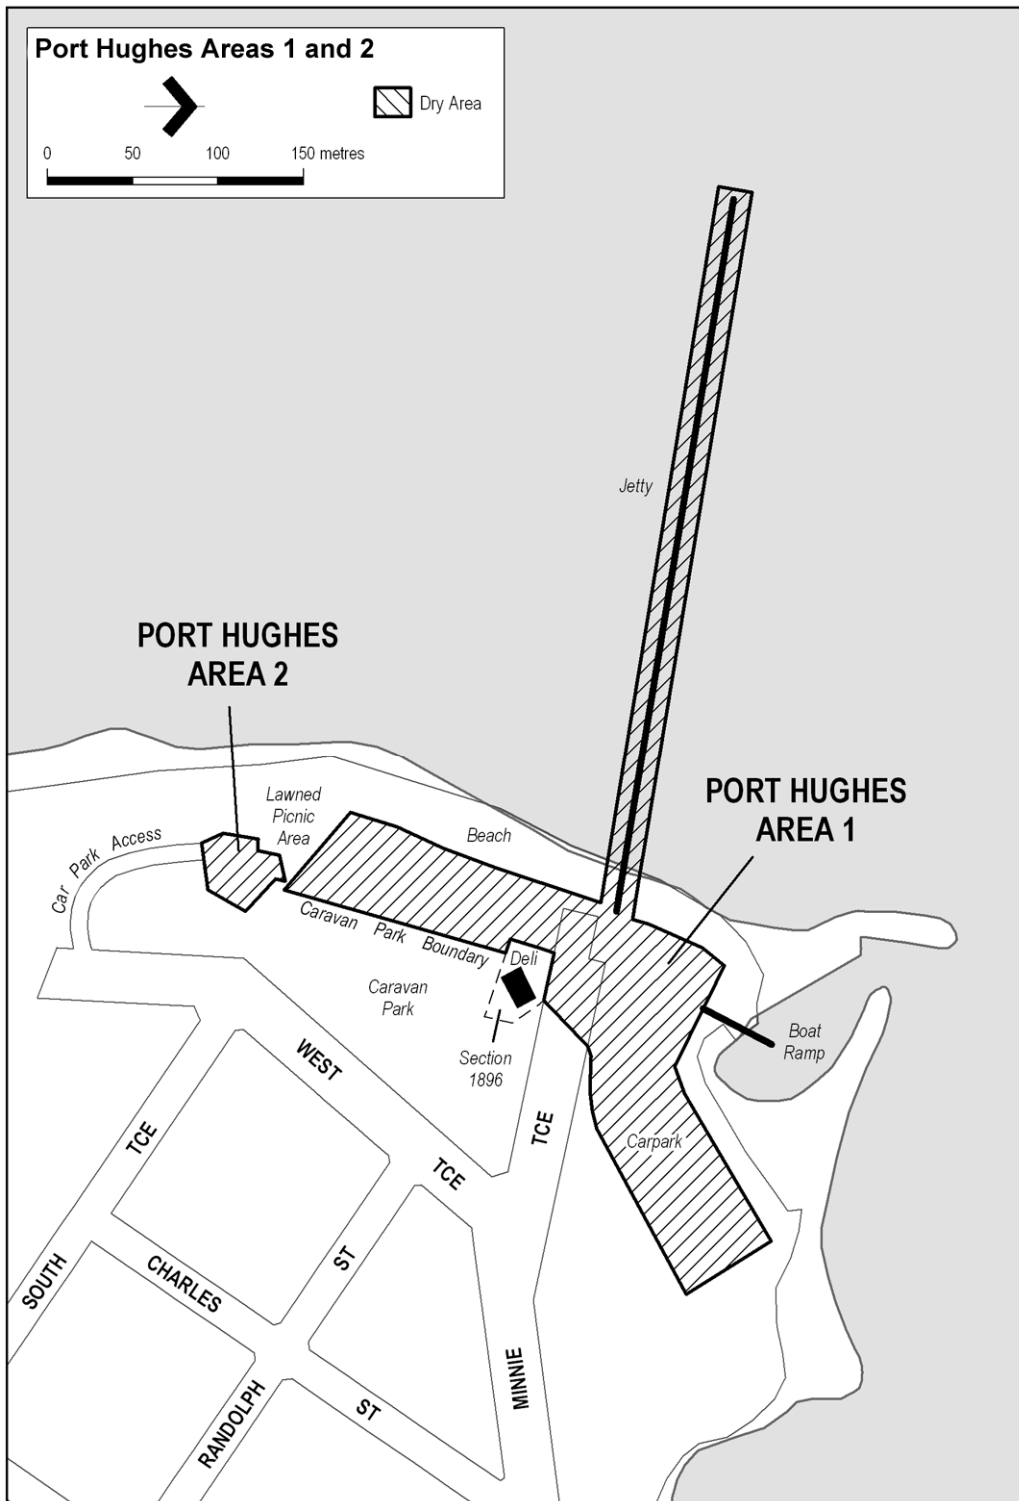 Port Hughes Areas 1 and 2
Dry Area
0 50 100 150 metres
Jetty
PORT HUGHES
AREA 2
PORT HUGHES
AREA 1
Lawned
Picnic
Area
Beach
Car Park Access
Caravan Park Boundary
Deli
Caravan
Park
Section
1896
Boat
Ramp
Carpark
WEST
TCE
TCE
TCE
SOUTH
CHARLES
ST
ST
RANDOLPH
MINNIE